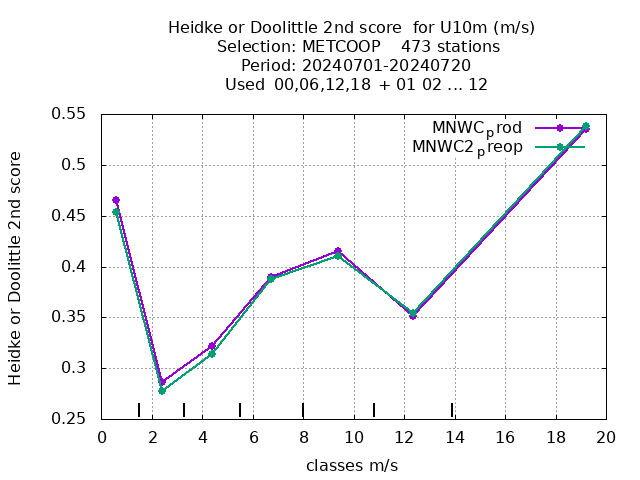 Heidke or Doolittle 2nd score  for U10m (m/s)
Selection: METCOOP    473 stations
Period: 20240701-20240720
Used  00,06,12,18 + 01 02 ... 12
MNWCprod
MNWC2preop
Heidke or Doolittle 2nd score
0.55
0.5
0.45
0.4
0.35
0.3
0.25
0 2 4 6 8 10 12 14 16 18 20
classes m/s